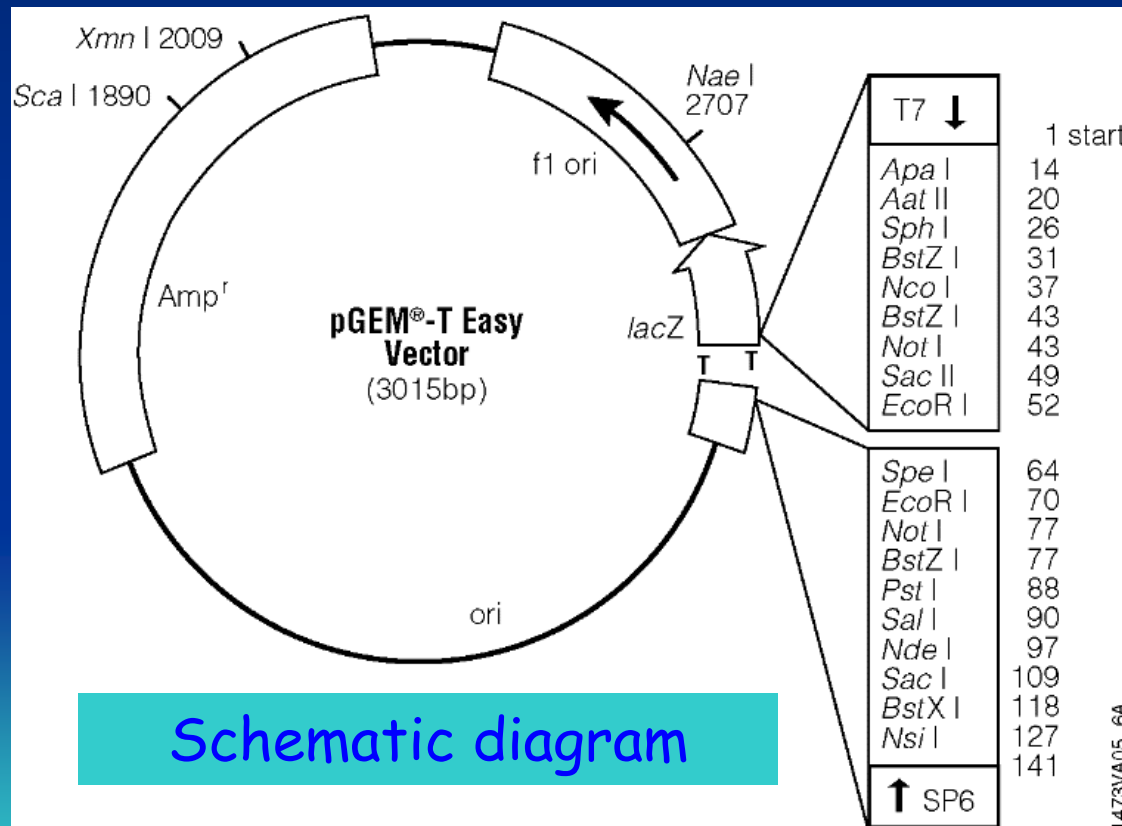 Xmn I 2009
Sca I 1890
Nae I
2707
f1 ori
Ampʳ
pGEM®-T Easy
Vector
(3015bp)
lacZ
T T
ori
T7 ↓
1 start
Apa I 14
Aat II 20
Sph I 26
BstZ I 31
Nco I 37
BstZ I 43
Not I 43
Sac II 49
EcoR I 52
Spe I 64
EcoR I 70
Not I 77
BstZ I 77
Pst I 88
Sal I 90
Nde I 97
Sac I 109
BstX I 118
Nsi I 127
141
↑ SP6
1473VA05_6A
Schematic diagram